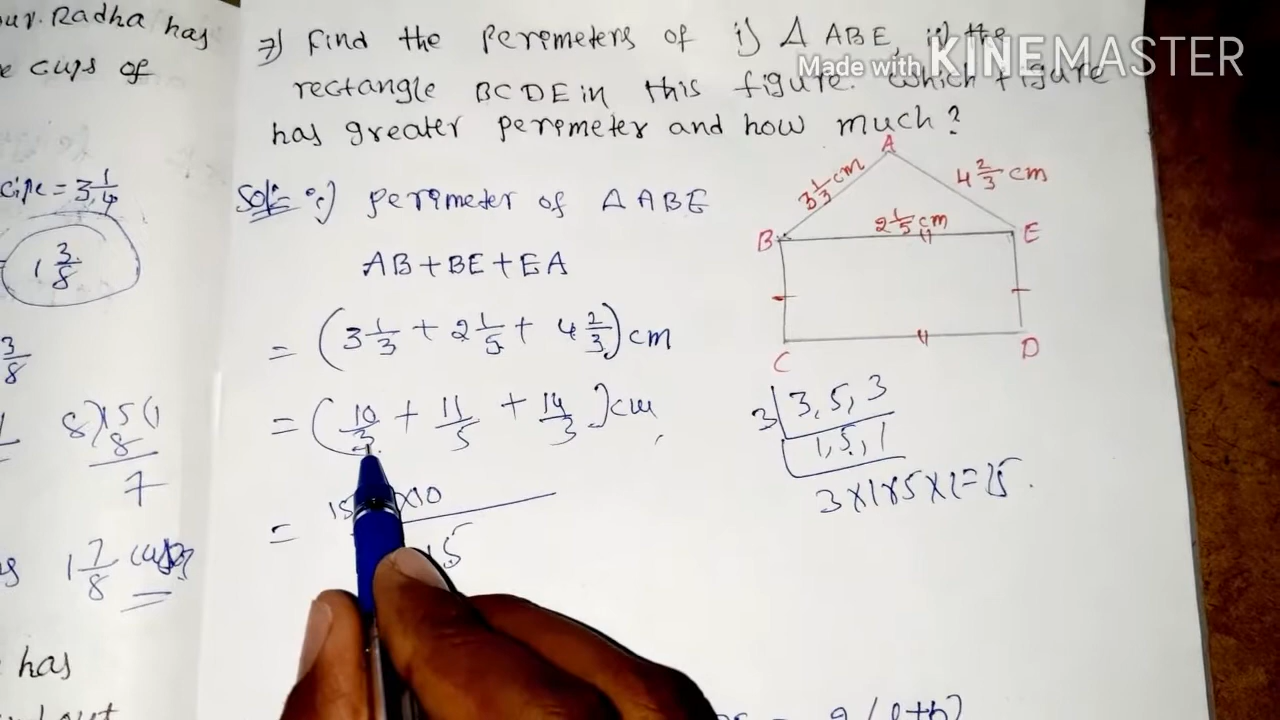 our. Radha has
e cups of
cipe = 3 1/4
1 3/8
3/8
8)15(1
8
7
1 7/8 cups
has
7) Find the perimeters of i) Δ ABE, ii) the
rectangle BCDE in this figure. Which figure
has greater perimeter and how much?
Sol:- i) perimeter of Δ ABE
AB + BE + EA
= (3 1/3 + 2 1/5 + 4 2/3) cm
= (10/3 + 11/5 + 14/3) cm
= 15 ×10
15
A
3 1/3 cm
4 2/3 cm
B
2 1/5 cm
E
C
D
3 | 3, 5, 3
1, 5, 1
3 × 1 × 5 × 1 = 15.
= 2(l+b)
Made with KINEMASTER